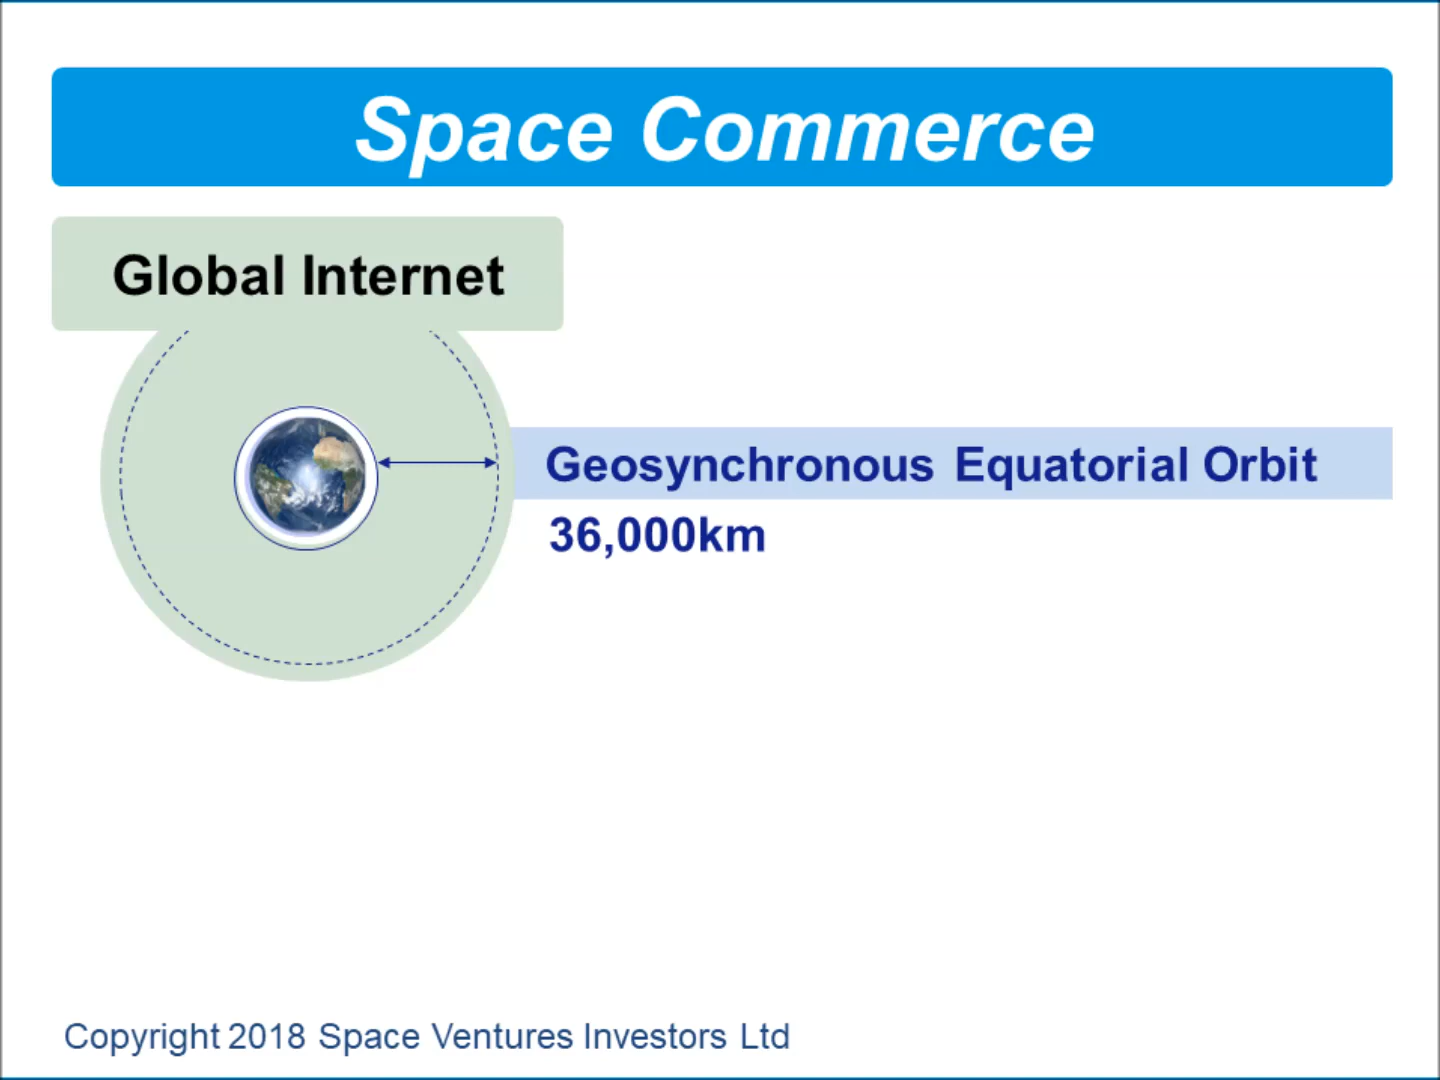 Space Commerce
Global Internet
Geosynchronous Equatorial Orbit
36,000km
Copyright 2018 Space Ventures Investors Ltd